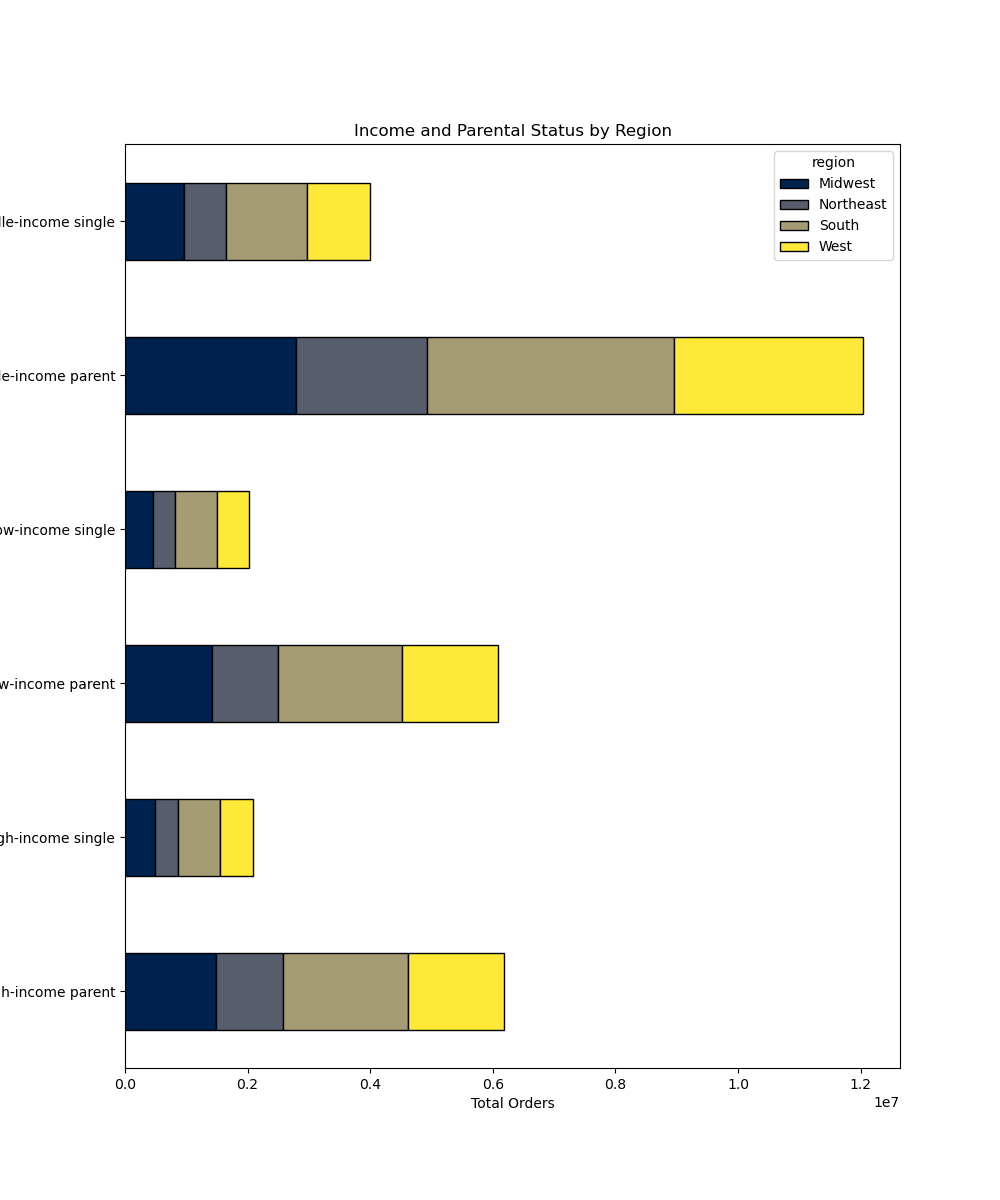 Income and Parental Status by Region
region
Midwest
Northeast
South
West
lle-income single
le-income parent
ow-income single
w-income parent
gh-income single
h-income parent
0.0 0.2 0.4 0.6 0.8 1.0 1.2
1e7
Total Orders